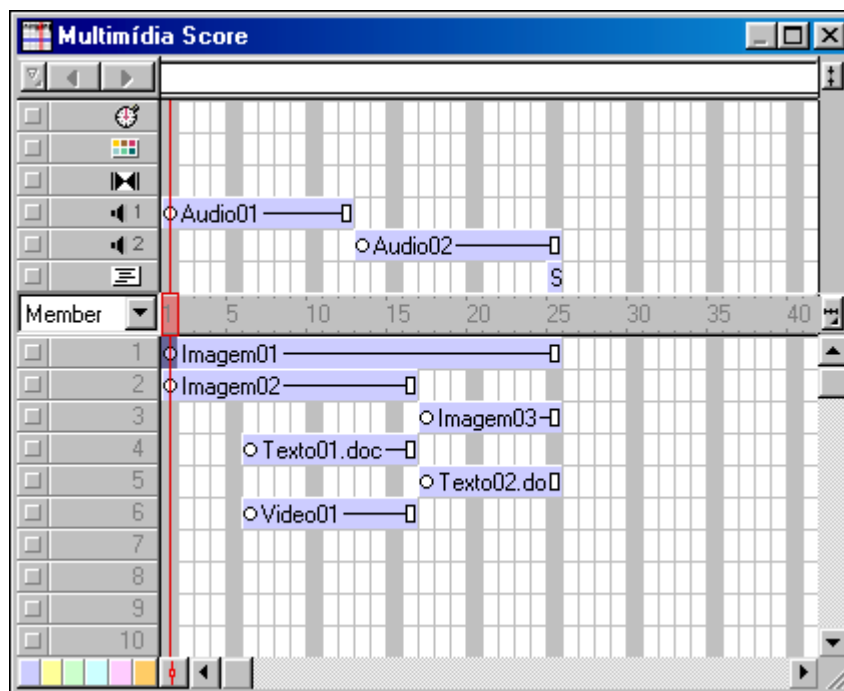 Multimídia Score
1 Audio01
2 Audio02
S
Member 1 5 10 15 20 25 30 35 40
1 Imagem01
2 Imagem02
3 Imagem03
4 Texto01.doc
5 Texto02.do
6 Video01
7
8
9
10